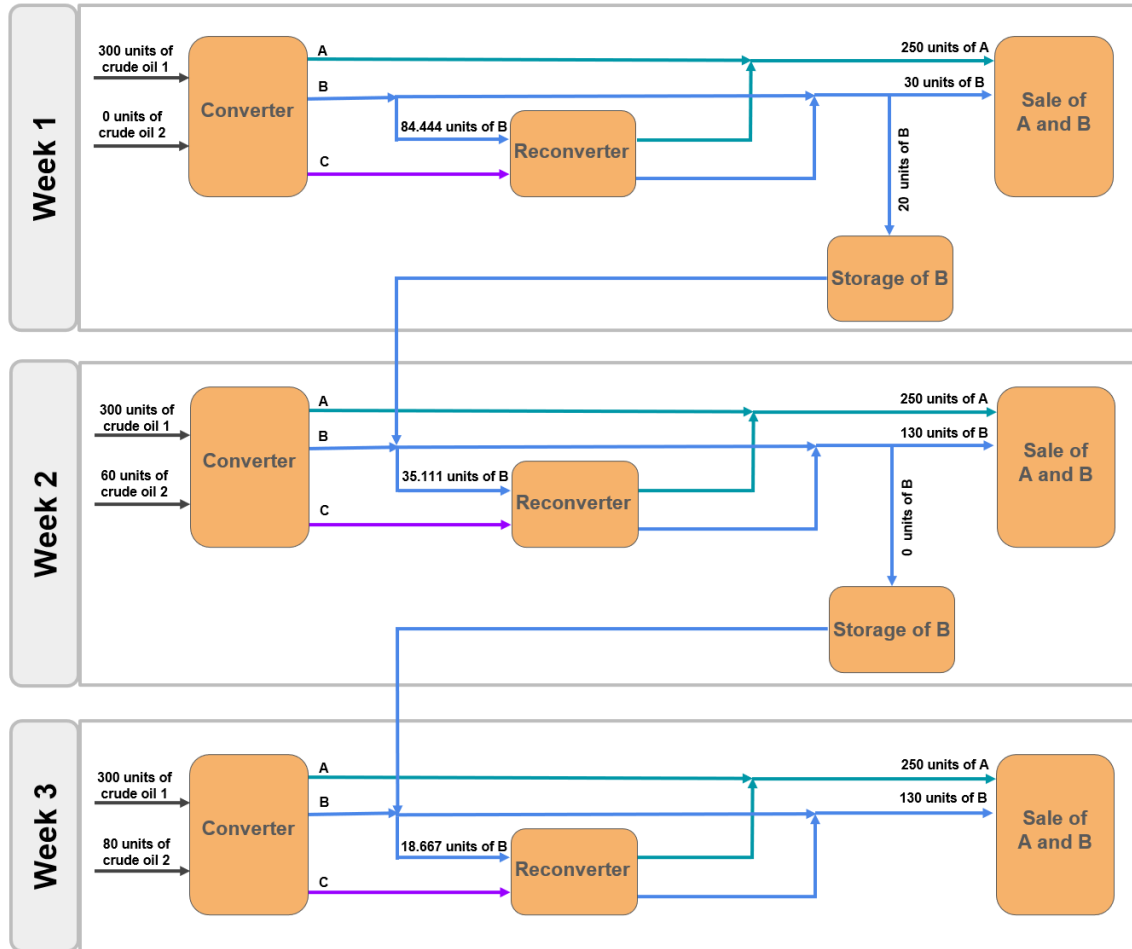 Week 1
300 units of
crude oil 1
0 units of
crude oil 2
Converter
A
B
C
84.444 units of B
Reconverter
250 units of A
30 units of B
20 units of B
Sale of
A and B
Storage of B
Week 2
300 units of
crude oil 1
60 units of
crude oil 2
Converter
A
B
C
35.111 units of B
Reconverter
250 units of A
130 units of B
0 units of B
Sale of
A and B
Storage of B
Week 3
300 units of
crude oil 1
80 units of
crude oil 2
Converter
A
B
C
18.667 units of B
Reconverter
250 units of A
130 units of B
Sale of
A and B